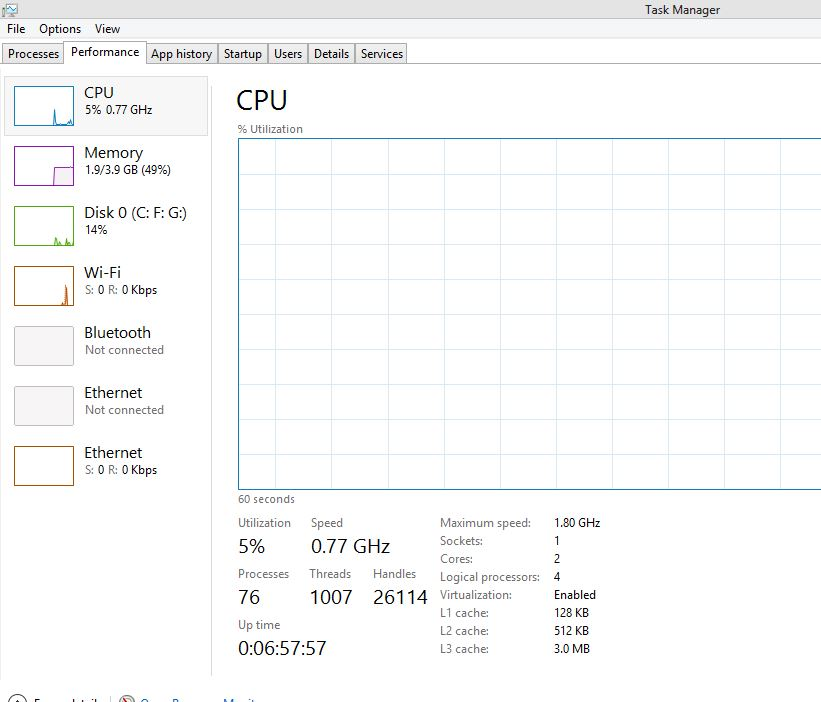 Task Manager
File Options View
Processes Performance App history Startup Users Details Services
CPU
5% 0.77 GHz
Memory
1.9/3.9 GB (49%)
Disk 0 (C: F: G:)
14%
Wi-Fi
S: 0 R: 0 Kbps
Bluetooth
Not connected
Ethernet
Not connected
Ethernet
S: 0 R: 0 Kbps
CPU
% Utilization
60 seconds
Utilization Speed
5% 0.77 GHz
Processes Threads Handles
76 1007 26114
Up time
0:06:57:57
Maximum speed: 1.80 GHz
Sockets: 1
Cores: 2
Logical processors: 4
Virtualization: Enabled
L1 cache: 128 KB
L2 cache: 512 KB
L3 cache: 3.0 MB